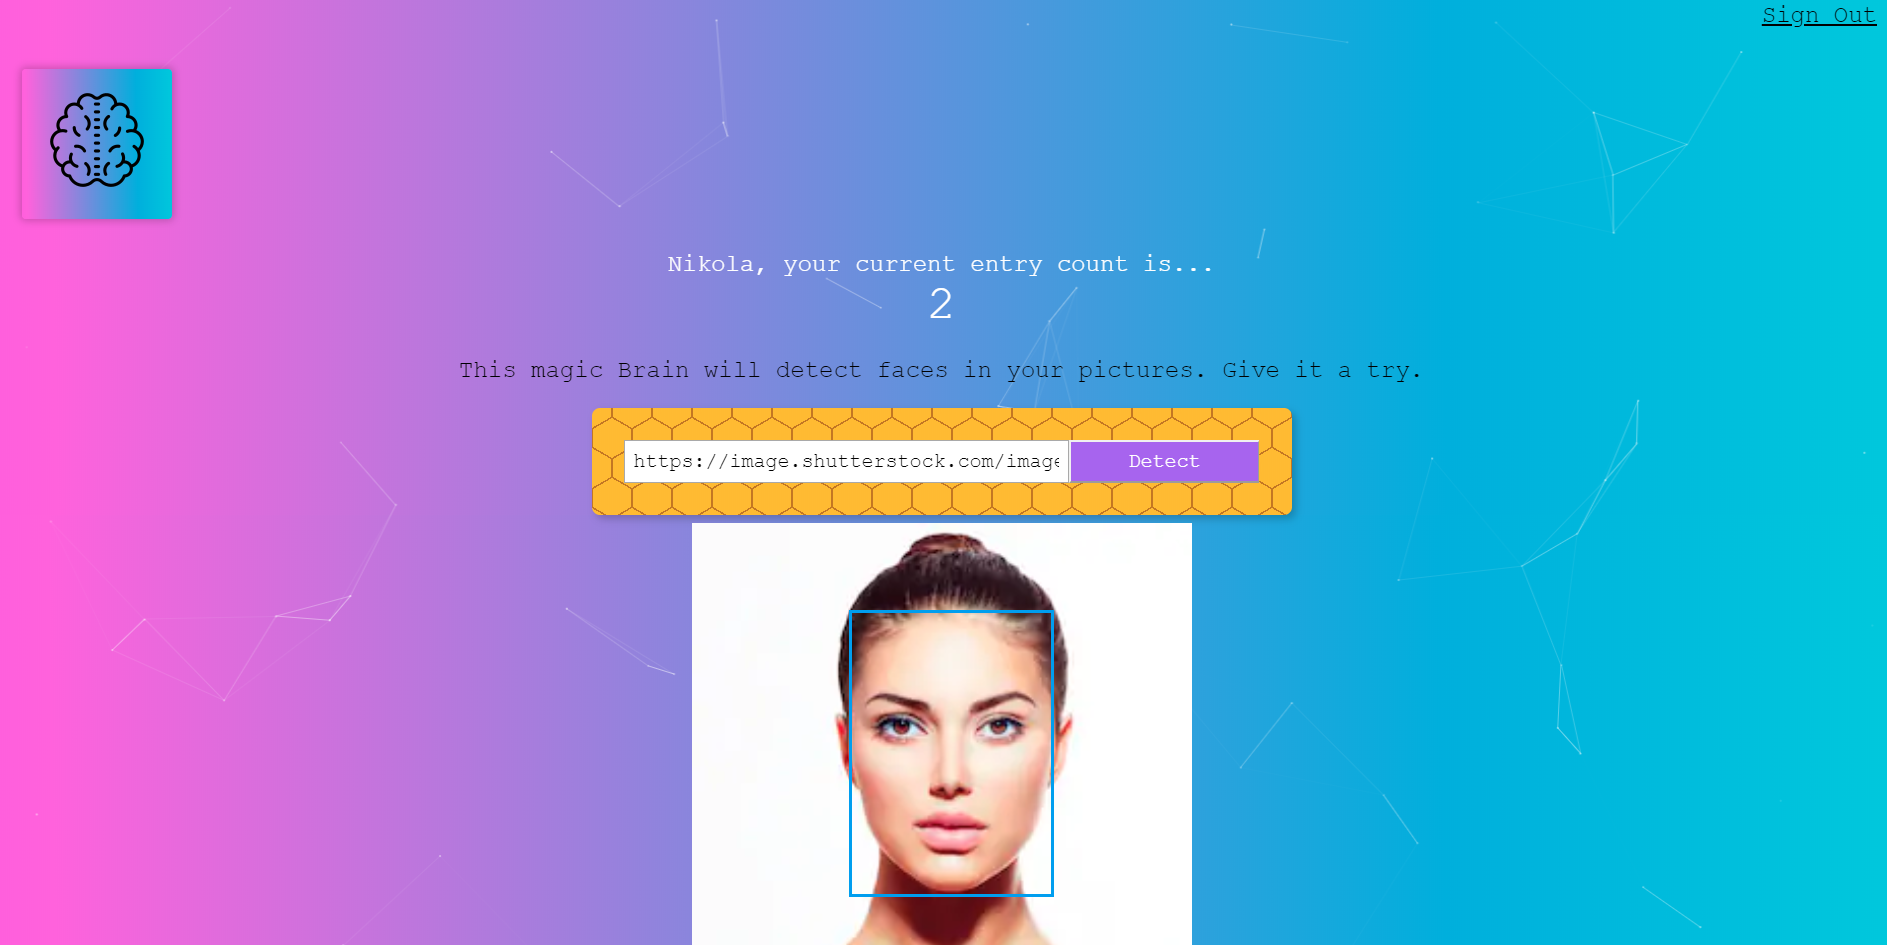 Sign Out
Nikola, your current entry count is...
2
This magic Brain will detect faces in your pictures. Give it a try.
https://image.shutterstock.com/image
Detect